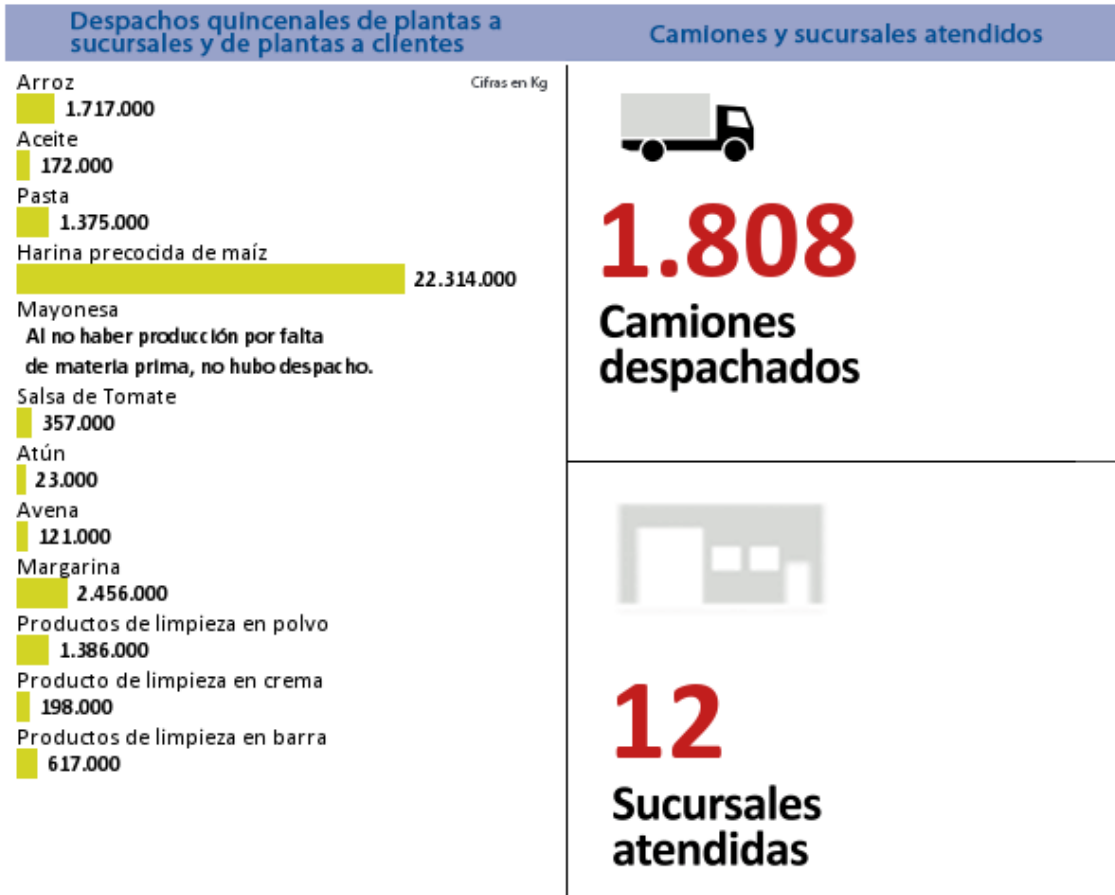 Despachos quincenales de plantas a
sucursales y de plantas a clientes
Cifras en Kg
Arroz
1.717.000
Aceite
172.000
Pasta
1.375.000
Harina precocida de maíz
22.314.000
Mayonesa
Al no haber producción por falta
de materia prima, no hubo despacho.
Salsa de Tomate
357.000
Atún
23.000
Avena
121.000
Margarina
2.456.000
Productos de limpieza en polvo
1.386.000
Producto de limpieza en crema
198.000
Productos de limpieza en barra
617.000
Camiones y sucursales atendidos
1.808
Camiones
despachados
12
Sucursales
atendidas